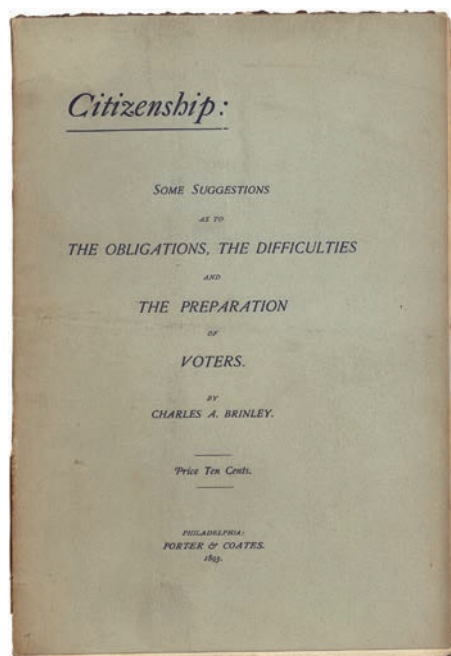 Citizenship:
SOME SUGGESTIONS
AS TO
THE OBLIGATIONS, THE DIFFICULTIES
AND
THE PREPARATION
OF
VOTERS.
BY
CHARLES A. BRINLEY.
Price Ten Cents.
PHILADELPHIA:
PORTER & COATES.
1893.